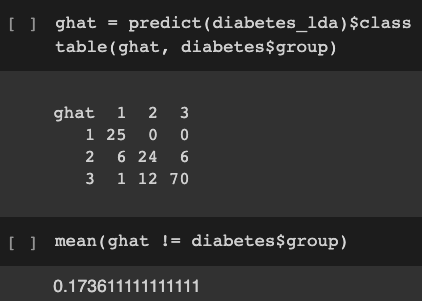 [ ] ghat = predict(diabetes_lda)$class
table(ghat, diabetes$group)
ghat 1 2 3
1 25 0 0
2 6 24 6
3 1 12 70
[ ] mean(ghat != diabetes$group)
0.173611111111111